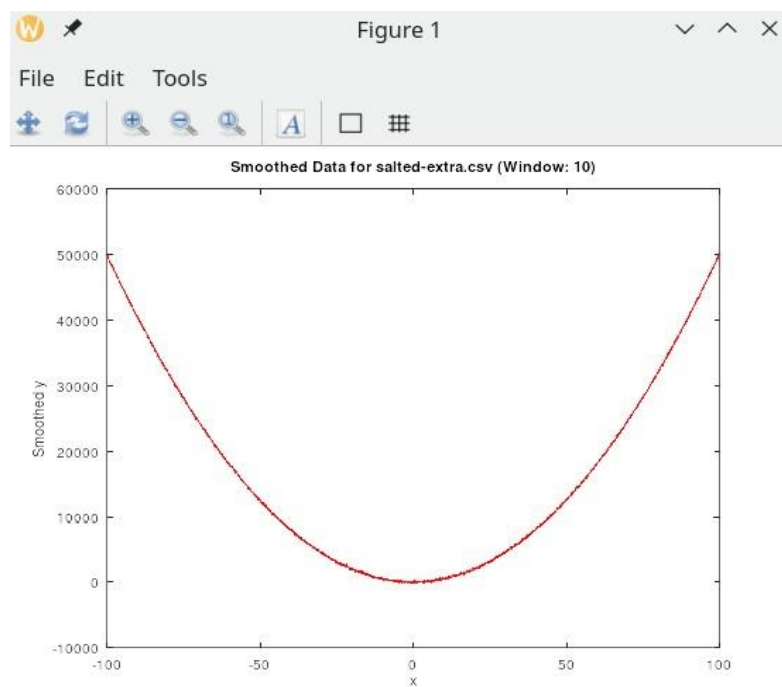 W
Figure 1
File Edit Tools
1
A
Smoothed Data for salted-extra.csv (Window: 10)
60000
50000
40000
30000
20000
10000
0
-10000
Smoothed y
-100 -50 0 50 100
x